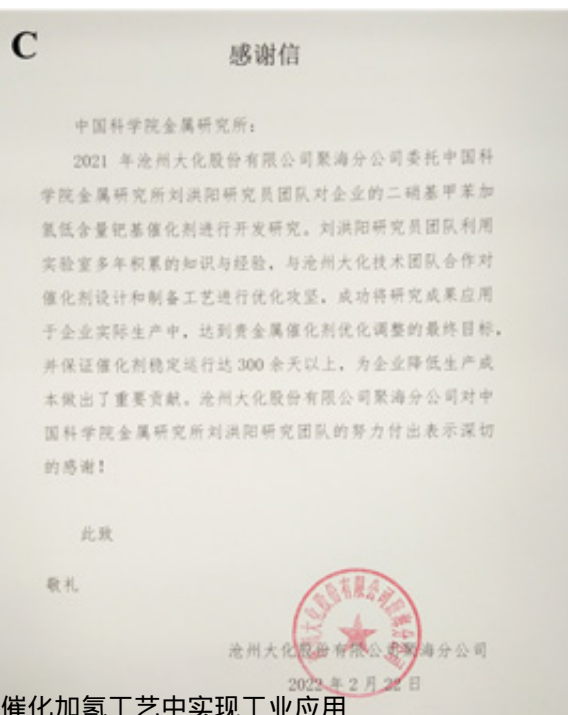 C
感谢信
中国科学院金属研究所：
2021 年沧州大化股份有限公司聚海分公司委托中国科
学院金属研究所刘洪阳研究员团队对企业的二硝基甲苯加
氢低含量钯基催化剂进行开发研究。刘洪阳研究员团队利用
实验室多年积累的知识与经验，与沧州大化技术团队合作对
催化剂设计和制备工艺进行优化攻坚，成功将研究成果应用
于企业实际生产中，达到贵金属催化剂优化调整的最终目标，
并保证催化剂稳定运行达 300 余天以上，为企业降低生产成
本做出了重要贡献。沧州大化股份有限公司聚海分公司对中
国科学院金属研究所刘洪阳研究团队的努力付出表示深切
的感谢！
此致
敬礼
沧州大化股份有限公司聚海分公司
2022 年 2 月 22 日
催化加氢工艺中实现工业应用